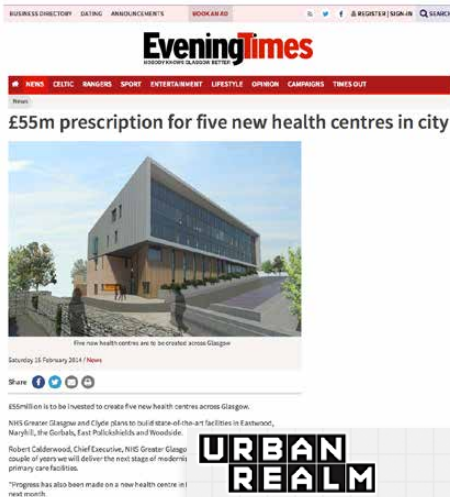 BUSINESS DIRECTORY DATING ANNOUNCEMENTS BOOK AN AD REGISTER | SIGN-IN SEARCH
EveningTimes
NOBODY KNOWS GLASGOW BETTER
NEWS CELTIC RANGERS SPORT ENTERTAINMENT LIFESTYLE OPINION CAMPAIGNS TIMES OUT
News
£55m prescription for five new health centres in city
Five new health centres are to be created across Glasgow
Saturday 15 February 2014 / News
Share
£55million is to be invested to create five new health centres across Glasgow.
NHS Greater Glasgow and Clyde plans to build state-of-the-art facilities in Eastwood,
Maryhill, the Gorbals, East Pollokshields and Woodside.
Robert Calderwood, Chief Executive, NHS Greater Glasgo
couple of years we will deliver the next stage of modernis
primary care facilities.
"Progress has also been made on a new health centre in
next month
URBAN
REALM